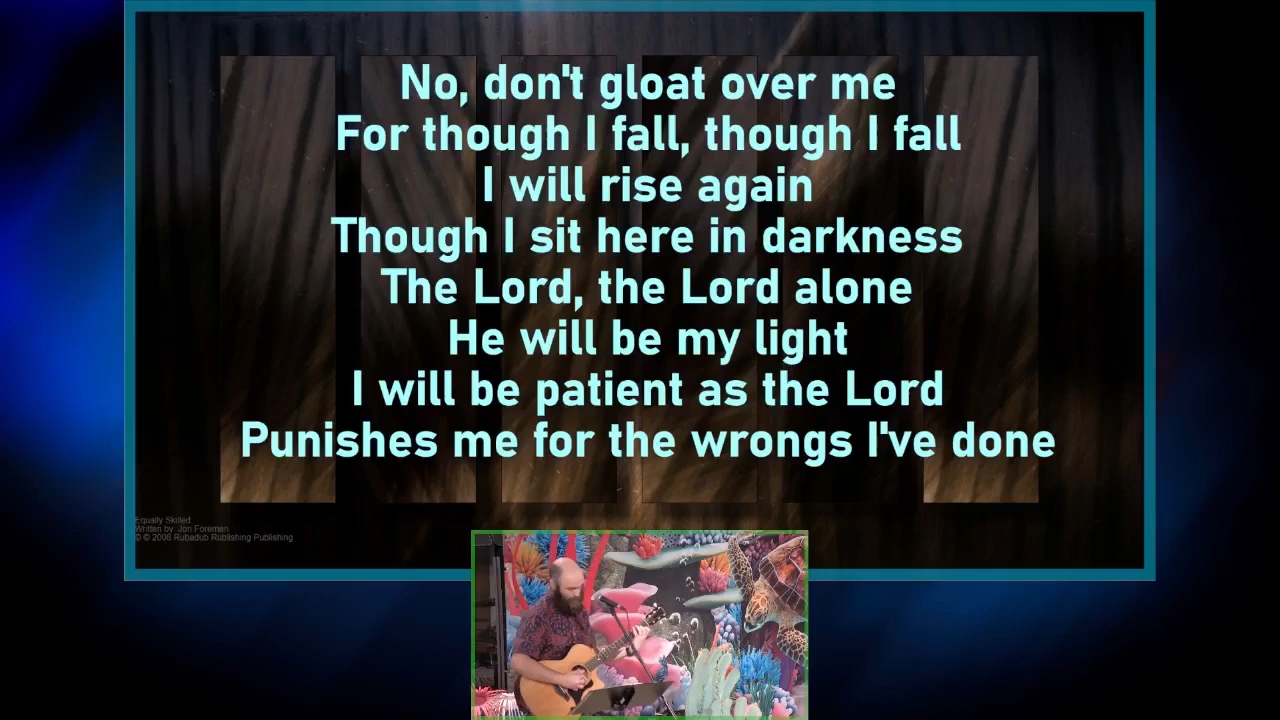 No, don't gloat over me
For though I fall, though I fall
I will rise again
Though I sit here in darkness
The Lord, the Lord alone
He will be my light
I will be patient as the Lord
Punishes me for the wrongs I've done
Equally Skilled
Written by: Jon Foreman
© © 2008 Rubadub Rublishing Publishing